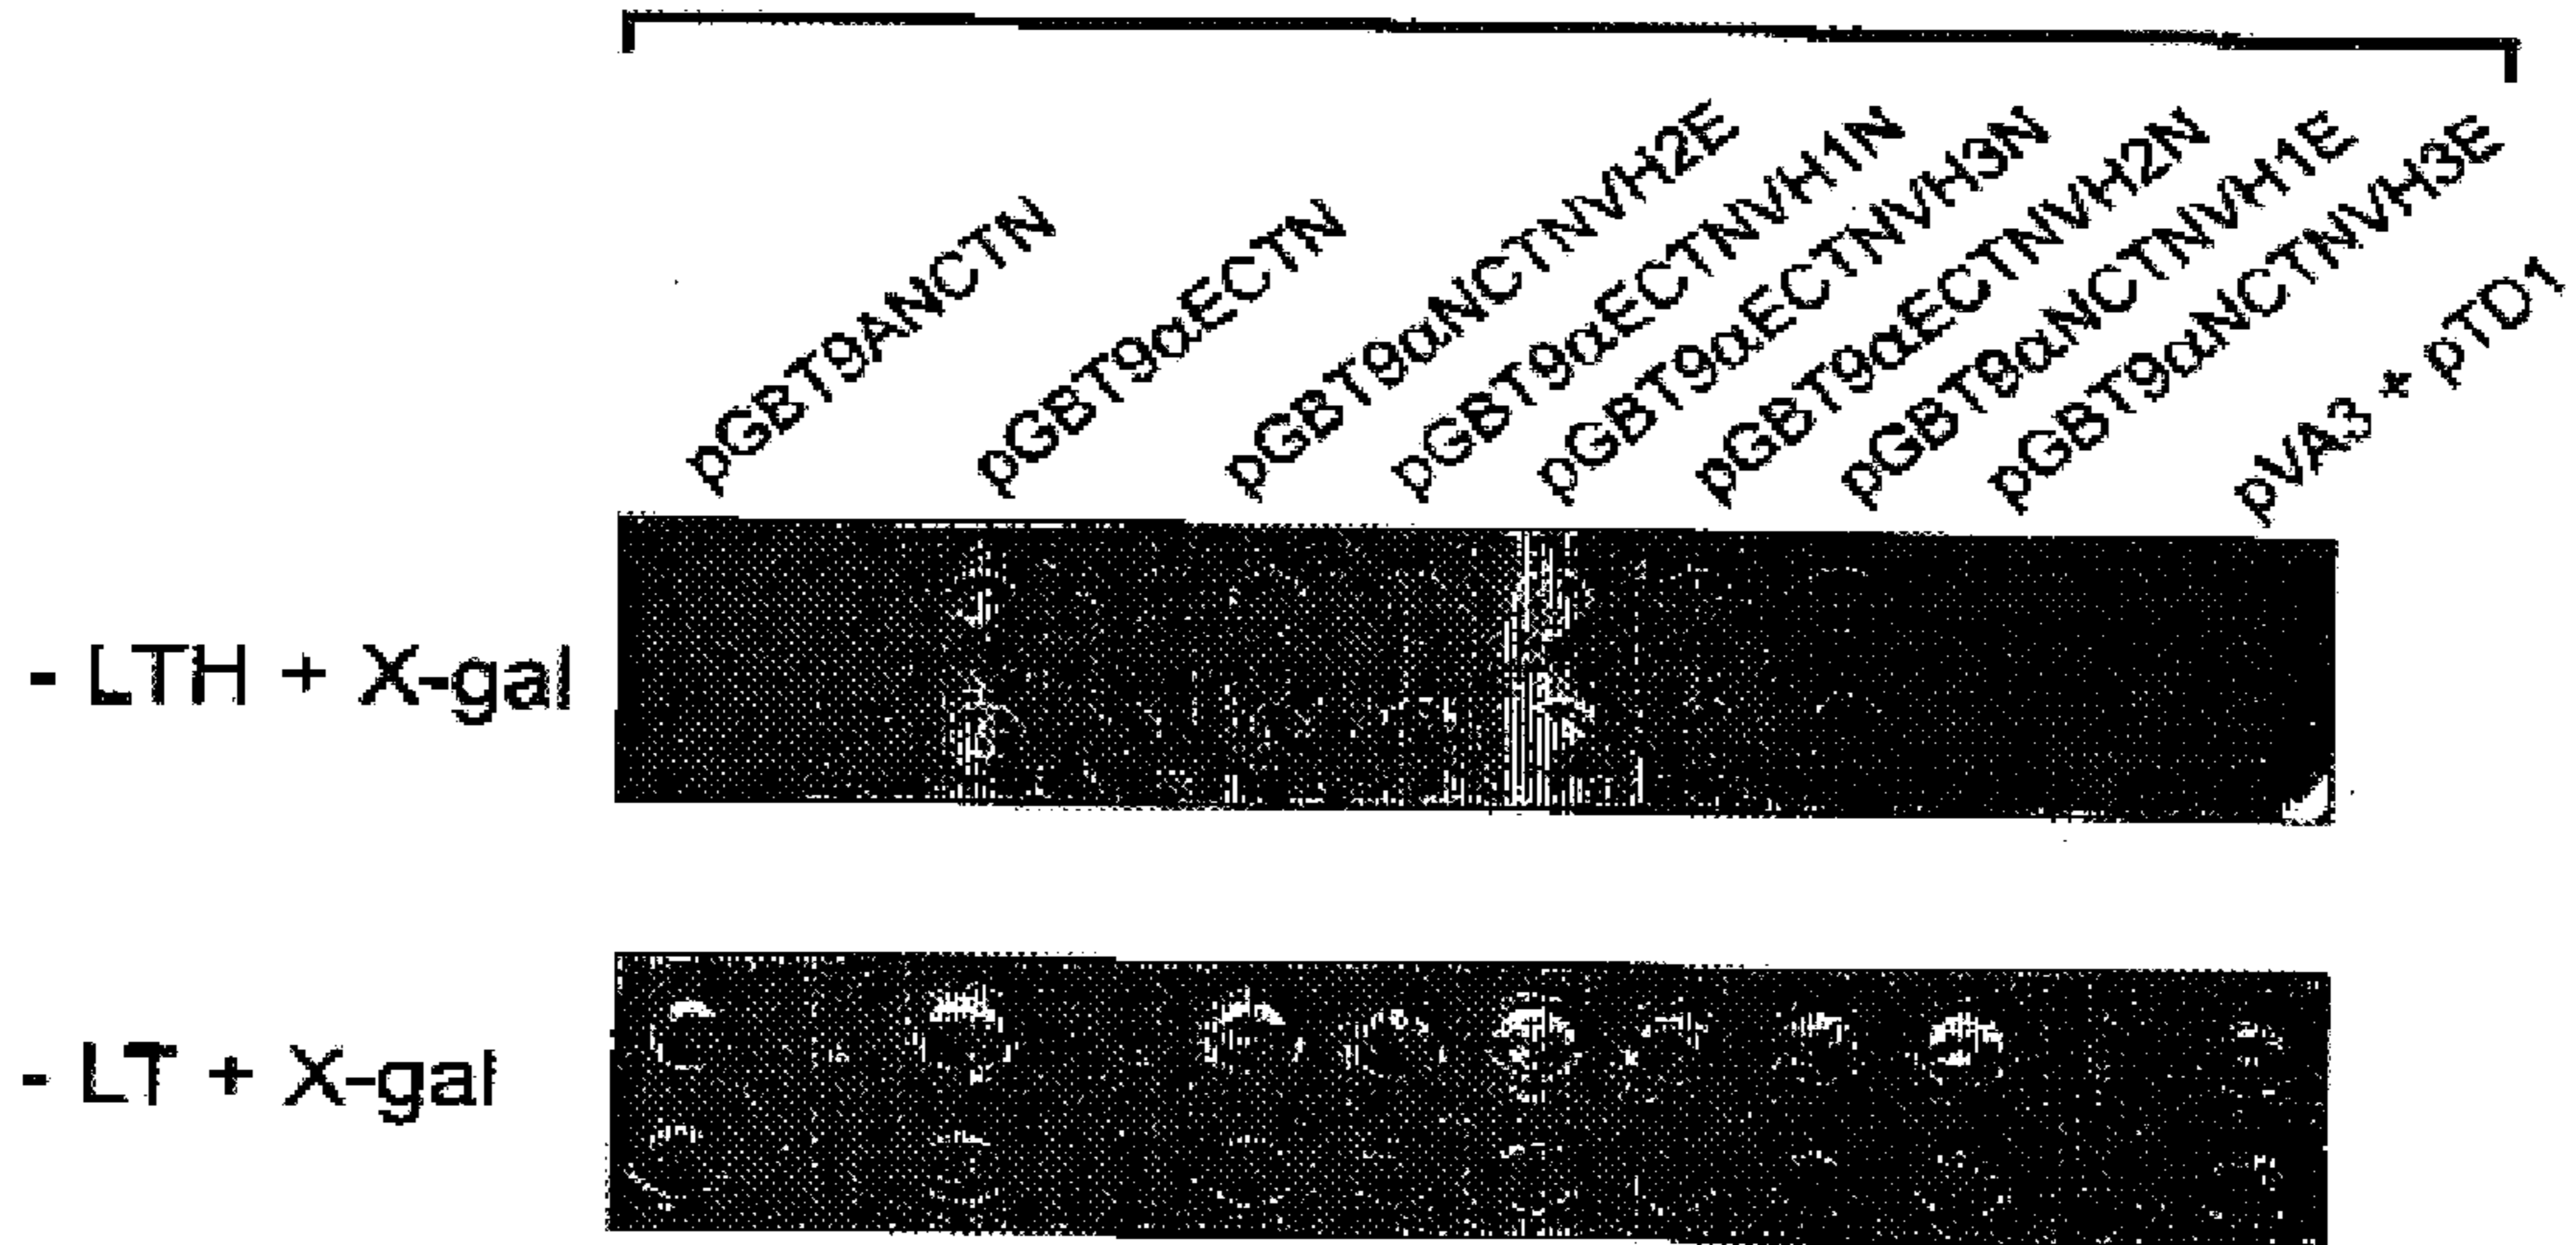 pGBT9ANCTN
pGBT9αECTN
pGBT9αNCTNVH2E
pGBT9αECTNVH1N
pGBT9αECTNVH3N
pGBT9αECTNVH2N
pGBT9αNCTNVH1E
pGBT9αNCTNVH3E
pVA3 + pTD1
- LTH + X-gal
- LT + X-gal